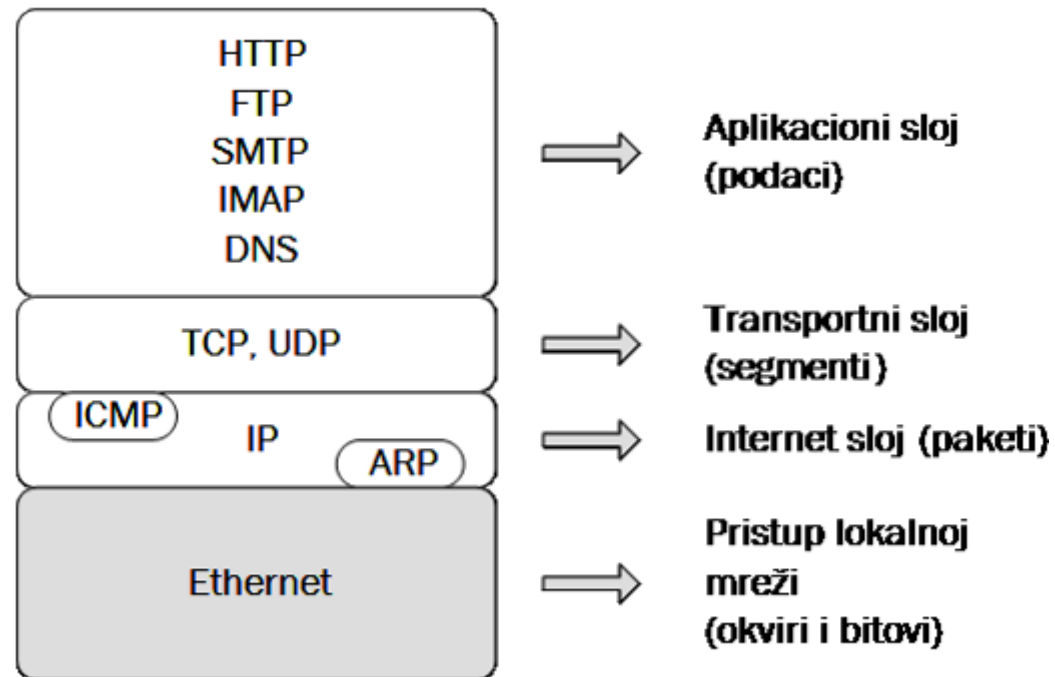 HTTP
FTP
SMTP
IMAP
DNS
Aplikacioni sloj
(podaci)
TCP, UDP
Transportni sloj
(segmenti)
ICMP
IP
ARP
Internet sloj (paketi)
Ethernet
Pristup lokalnoj
mreži
(okviri i bitovi)